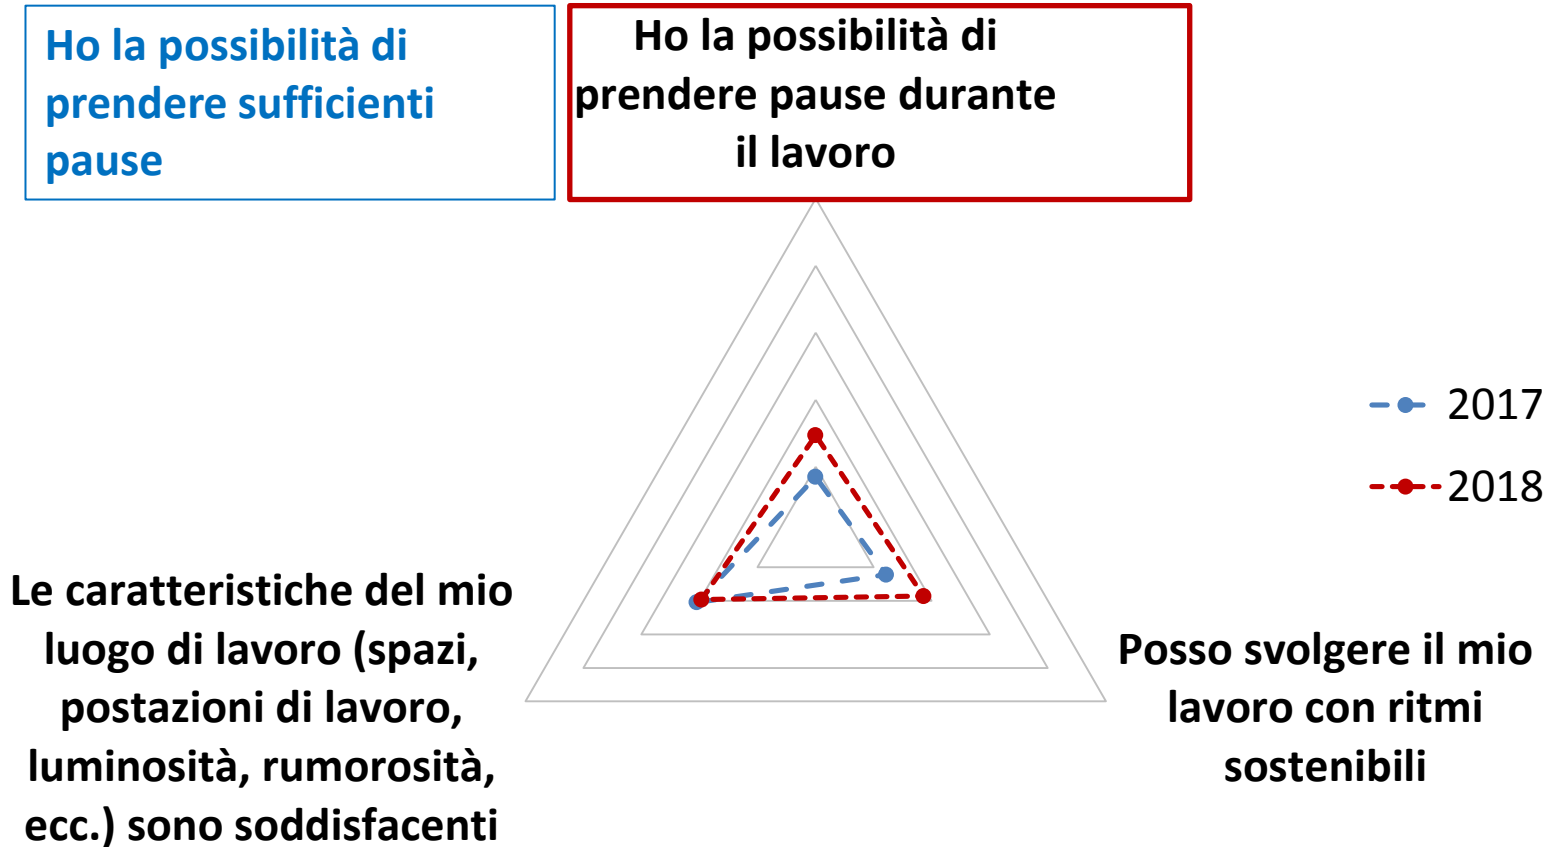 Ho la possibilità di
prendere sufficienti
pause
Ho la possibilità di
prendere pause durante
il lavoro
2017
2018
Le caratteristiche del mio
luogo di lavoro (spazi,
postazioni di lavoro,
luminosità, rumorosità,
ecc.) sono soddisfacenti
Posso svolgere il mio
lavoro con ritmi
sostenibili